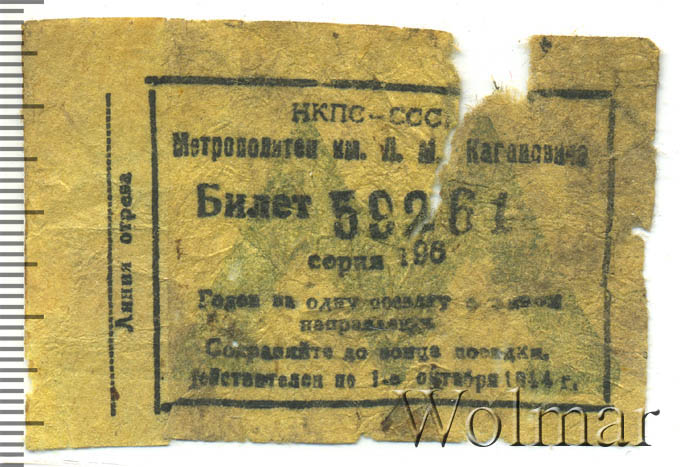 Линия отреза
НКПС-ССС
Метрополитен им. Л. М. Кагановича
Билет 59261
серия 196
Годен на одну поездку в одном
направлении
Сохраняйте до конца поездки.
действителен по 1-е октября 1944 г.
Wolmar